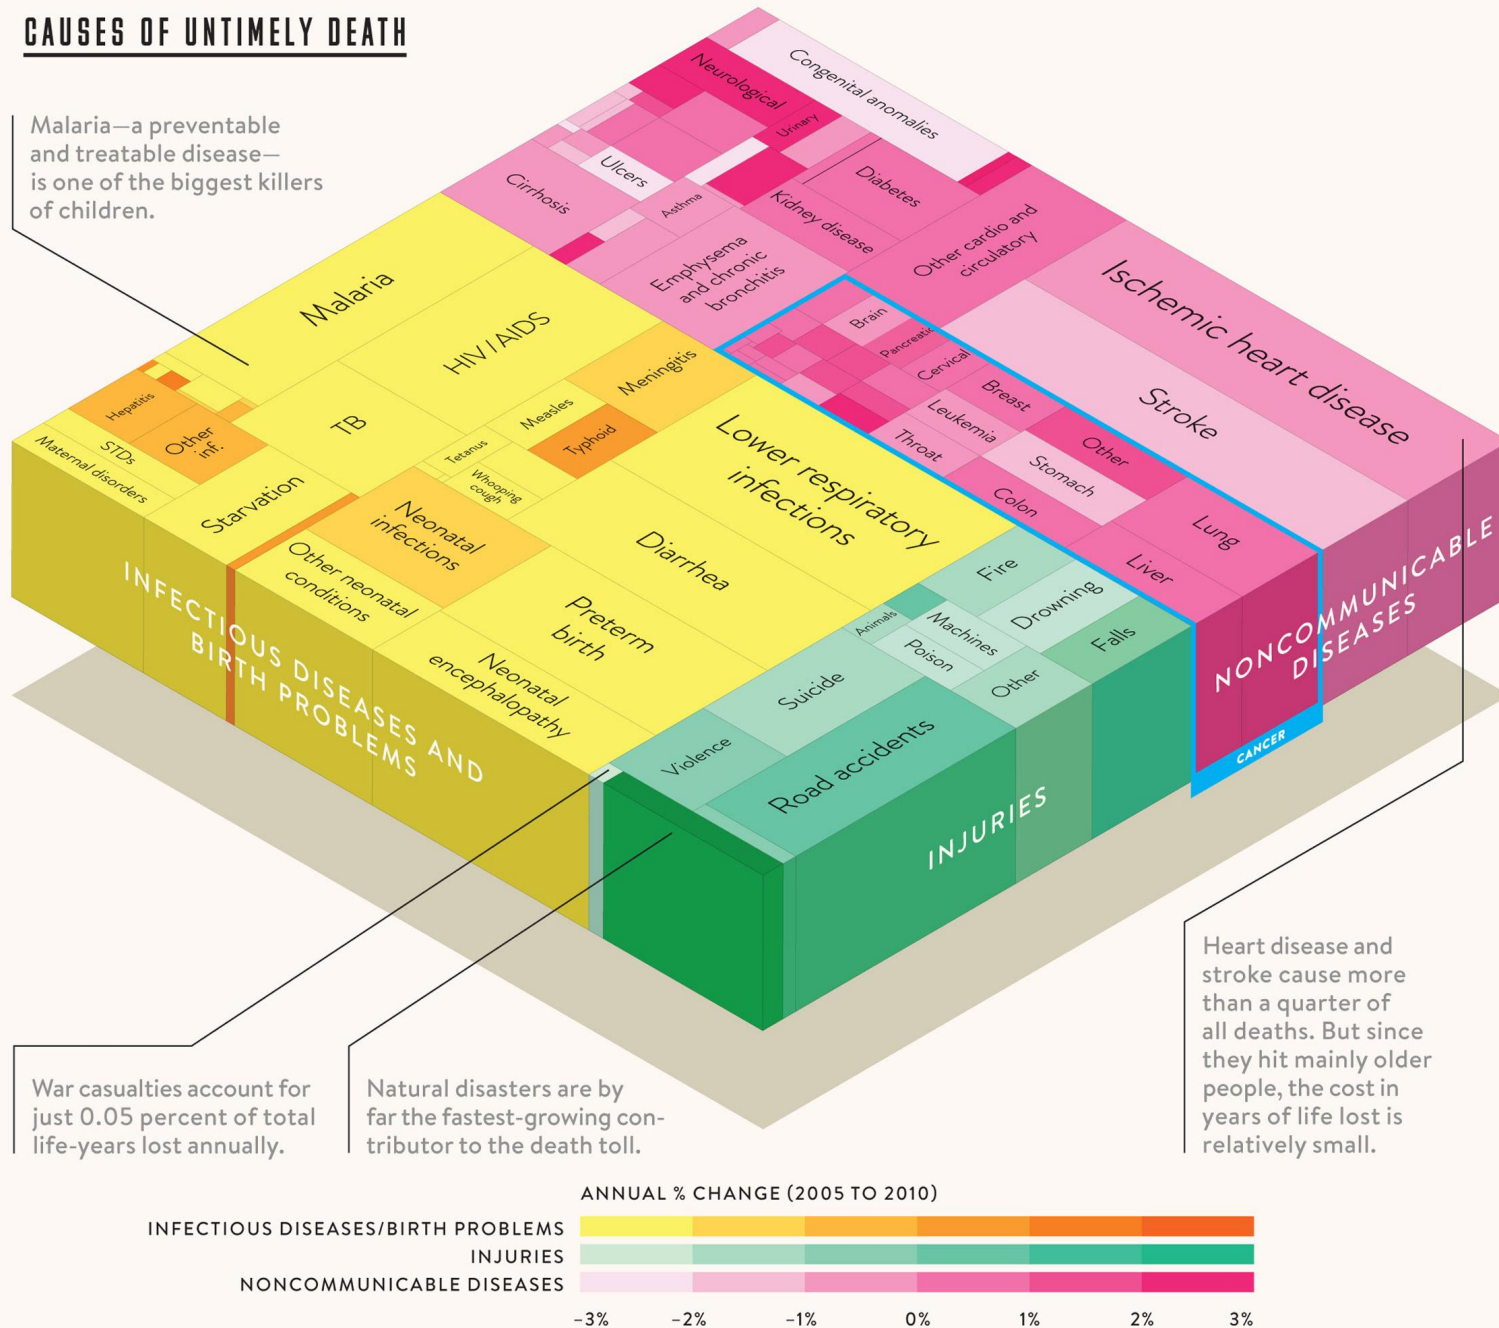 CAUSES OF UNTIMELY DEATH
Malaria—a preventable
and treatable disease—
is one of the biggest killers
of children.
Congenital anomalies
Neurological
Urinary
Ulcers
Cirrhosis
Asthma
Diabetes
Kidney disease
Emphysema
and chronic
bronchitis
Other cardio and
circulatory
Ischemic heart disease
Stroke
Brain
Pancreatic
Cervical
Breast
Leukemia
Throat
Other
Stomach
Colon
Lung
Liver
Malaria
HIV/AIDS
Meningitis
Measles
Typhoid
Tetanus
Whooping
cough
TB
Hepatitis
Other
inf.
STDs
Maternal disorders
Starvation
Neonatal
infections
Other neonatal
conditions
Lower respiratory
infections
Diarrhea
Preterm
birth
Neonatal
encephalopathy
Fire
Drowning
Animals
Machines
Poison
Falls
Other
Suicide
Violence
Road accidents
INFECTIOUS DISEASES AND
BIRTH PROBLEMS
INJURIES
NONCOMMUNICABLE
DISEASES
CANCER
Heart disease and
stroke cause more
than a quarter of
all deaths. But since
they hit mainly older
people, the cost in
years of life lost is
relatively small.
War casualties account for
just 0.05 percent of total
life-years lost annually.
Natural disasters are by
far the fastest-growing con-
tributor to the death toll.
ANNUAL % CHANGE (2005 TO 2010)
INFECTIOUS DISEASES/BIRTH PROBLEMS
INJURIES
NONCOMMUNICABLE DISEASES
−3% −2% −1% 0% 1% 2% 3%